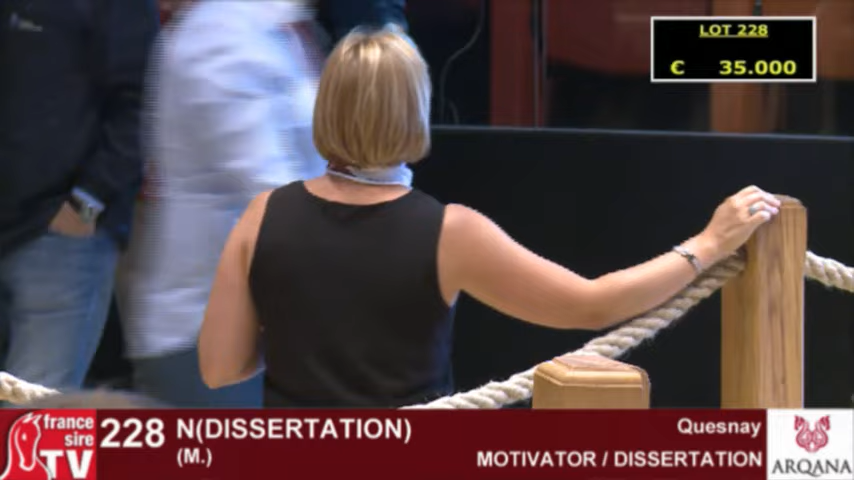 LOT 228
€ 35.000
france
sire
TV
228 N(DISSERTATION)
(M.)
Quesnay
MOTIVATOR / DISSERTATION
ARQANA